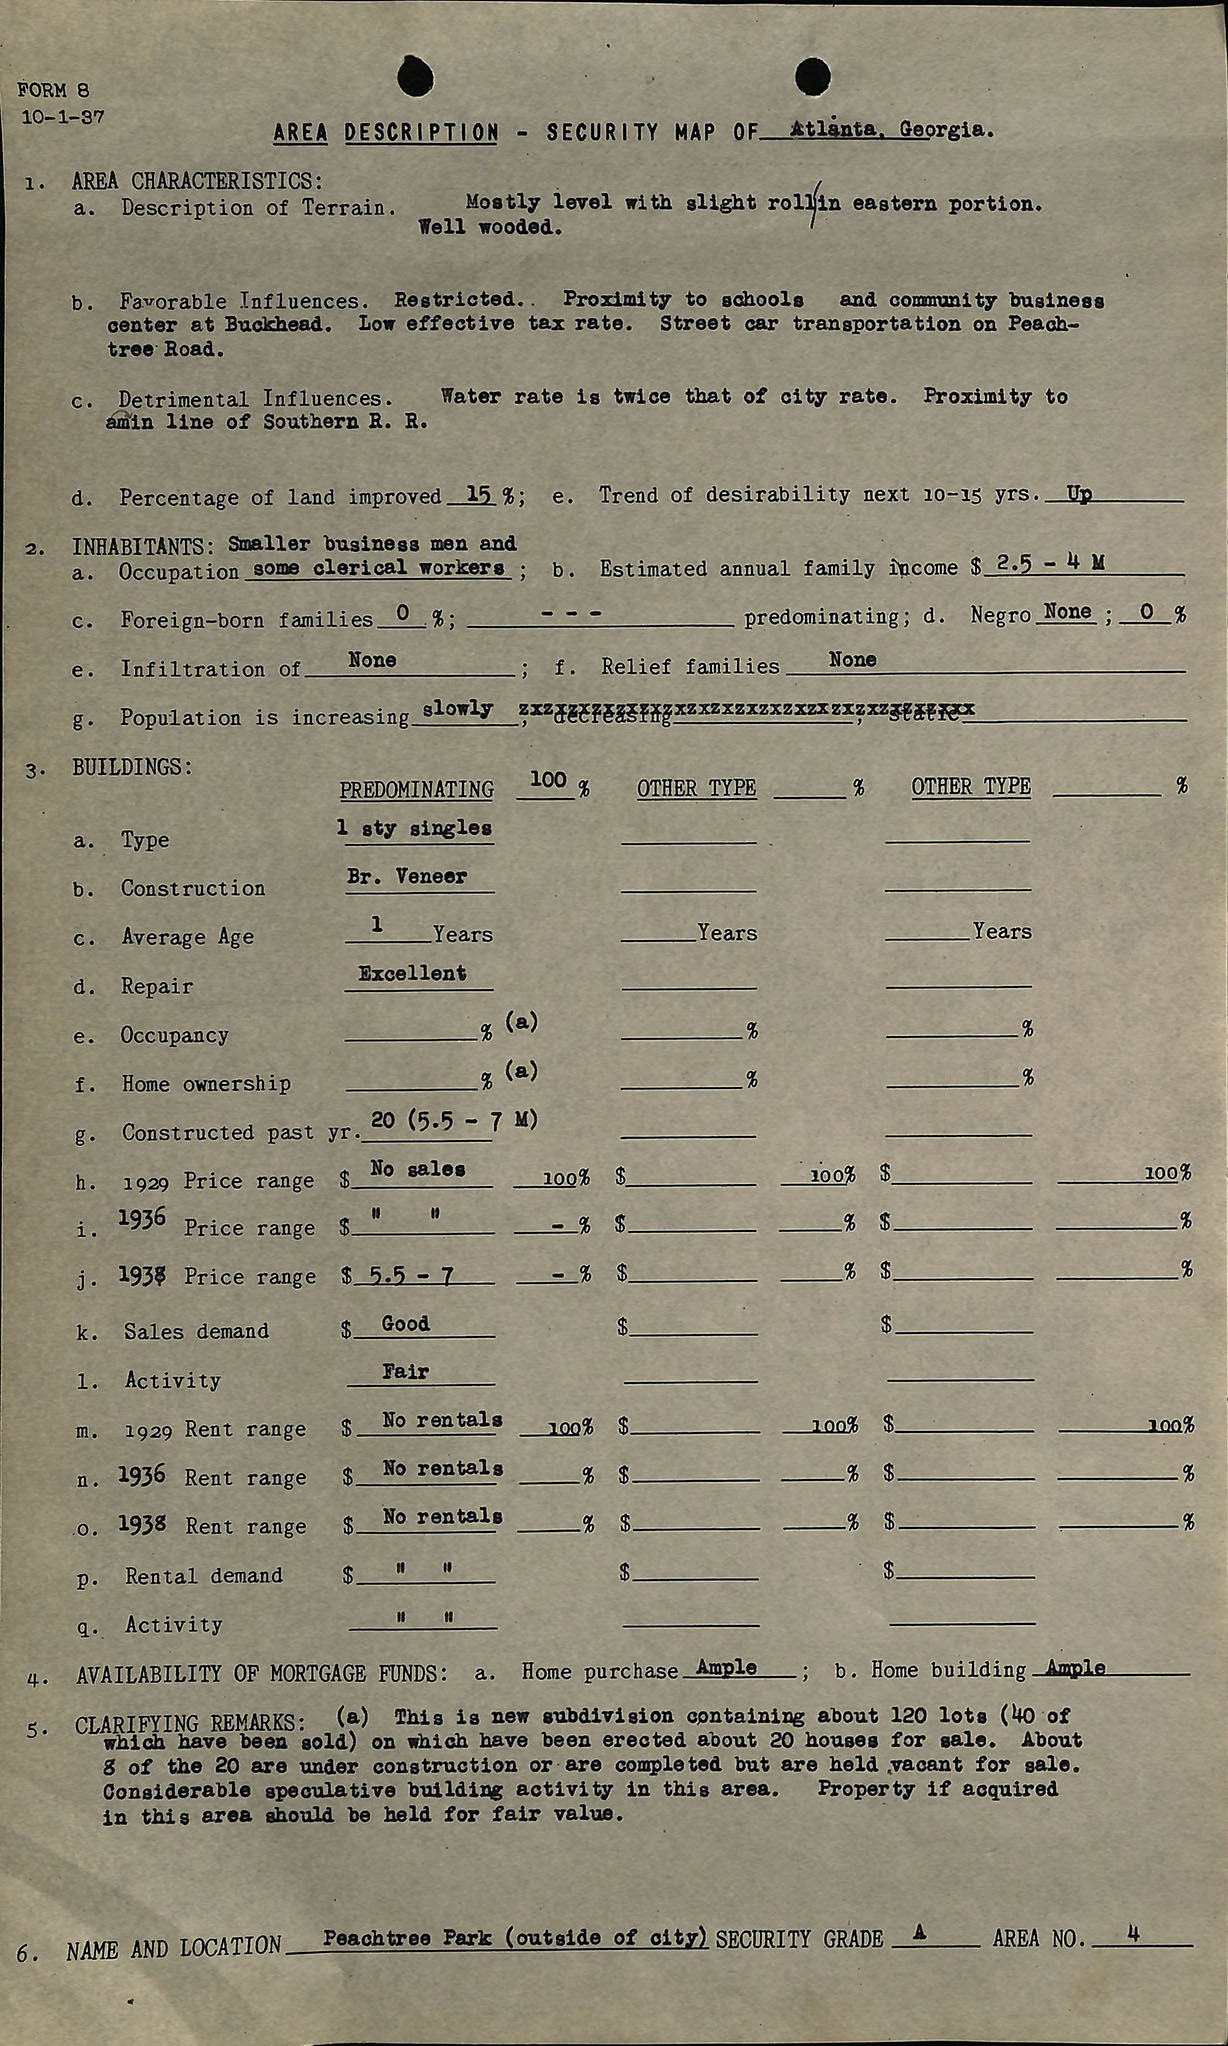 FORM 8
10-1-37
AREA DESCRIPTION - SECURITY MAP OF Atlanta, Georgia.
1. AREA CHARACTERISTICS:
a. Description of Terrain. Mostly level with slight roll/in eastern portion.
Well wooded.
b. Favorable Influences. Restricted.. Proximity to schools and community business
center at Buckhead. Low effective tax rate. Street car transportation on Peach-
tree Road.
c. Detrimental Influences. Water rate is twice that of city rate. Proximity to
amin line of Southern R. R.
d. Percentage of land improved 15 %; e. Trend of desirability next 10-15 yrs. Up
2. INHABITANTS: Smaller business men and
a. Occupation some clerical workers ; b. Estimated annual family income $ 2.5 - 4 M
c. Foreign-born families 0 %; - - - predominating; d. Negro None ; 0 %
e. Infiltration of None ; f. Relief families None
g. Population is increasing slowly ; decreasing ; static
3. BUILDINGS:
PREDOMINATING 100 % OTHER TYPE % OTHER TYPE %
a. Type 1 sty singles
b. Construction Br. Veneer
c. Average Age 1 Years Years Years
d. Repair Excellent
e. Occupancy % (a) % %
f. Home ownership % (a) % %
g. Constructed past yr. 20 (5.5 - 7 M)
h. 1929 Price range $ No sales 100% $ 100% $ 100%
i. 1936 Price range $ " " - % $ % $ %
j. 1938 Price range $ 5.5 - 7 - % $ % $ %
k. Sales demand $ Good $ $
l. Activity Fair
m. 1929 Rent range $ No rentals 100% $ 100% $ 100%
n. 1936 Rent range $ No rentals % $ % $ %
o. 1938 Rent range $ No rentals % $ % $ %
p. Rental demand $ " " $ $
q. Activity " "
4. AVAILABILITY OF MORTGAGE FUNDS: a. Home purchase Ample ; b. Home building Ample
5. CLARIFYING REMARKS: (a) This is new subdivision containing about 120 lots (40 of
which have been sold) on which have been erected about 20 houses for sale. About
8 of the 20 are under construction or are completed but are held vacant for sale.
Considerable speculative building activity in this area. Property if acquired
in this area should be held for fair value.
6. NAME AND LOCATION Peachtree Park (outside of city) SECURITY GRADE A AREA NO. 4